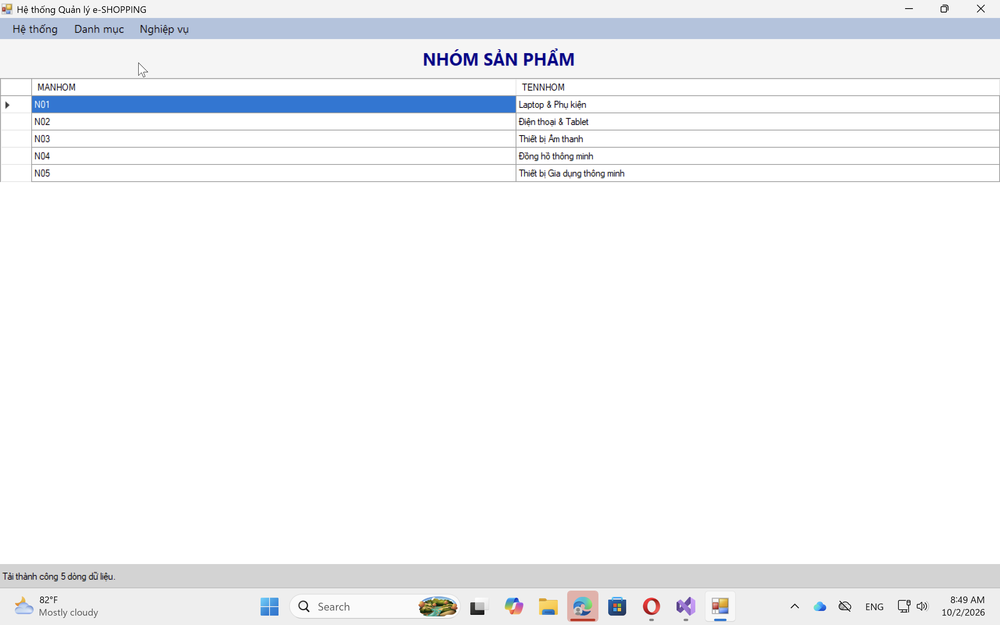 Hệ thống Quản lý e-SHOPPING
Hệ thống Danh mục Nghiệp vụ
NHÓM SẢN PHẨM
MANHOM TENNHOM
N01 Laptop & Phụ kiện
N02 Điện thoại & Tablet
N03 Thiết bị Âm thanh
N04 Đồng hồ thông minh
N05 Thiết bị Gia dụng thông minh
Tải thành công 5 dòng dữ liệu.
82°F
Mostly cloudy
Search
ENG
8:49 AM
10/2/2026